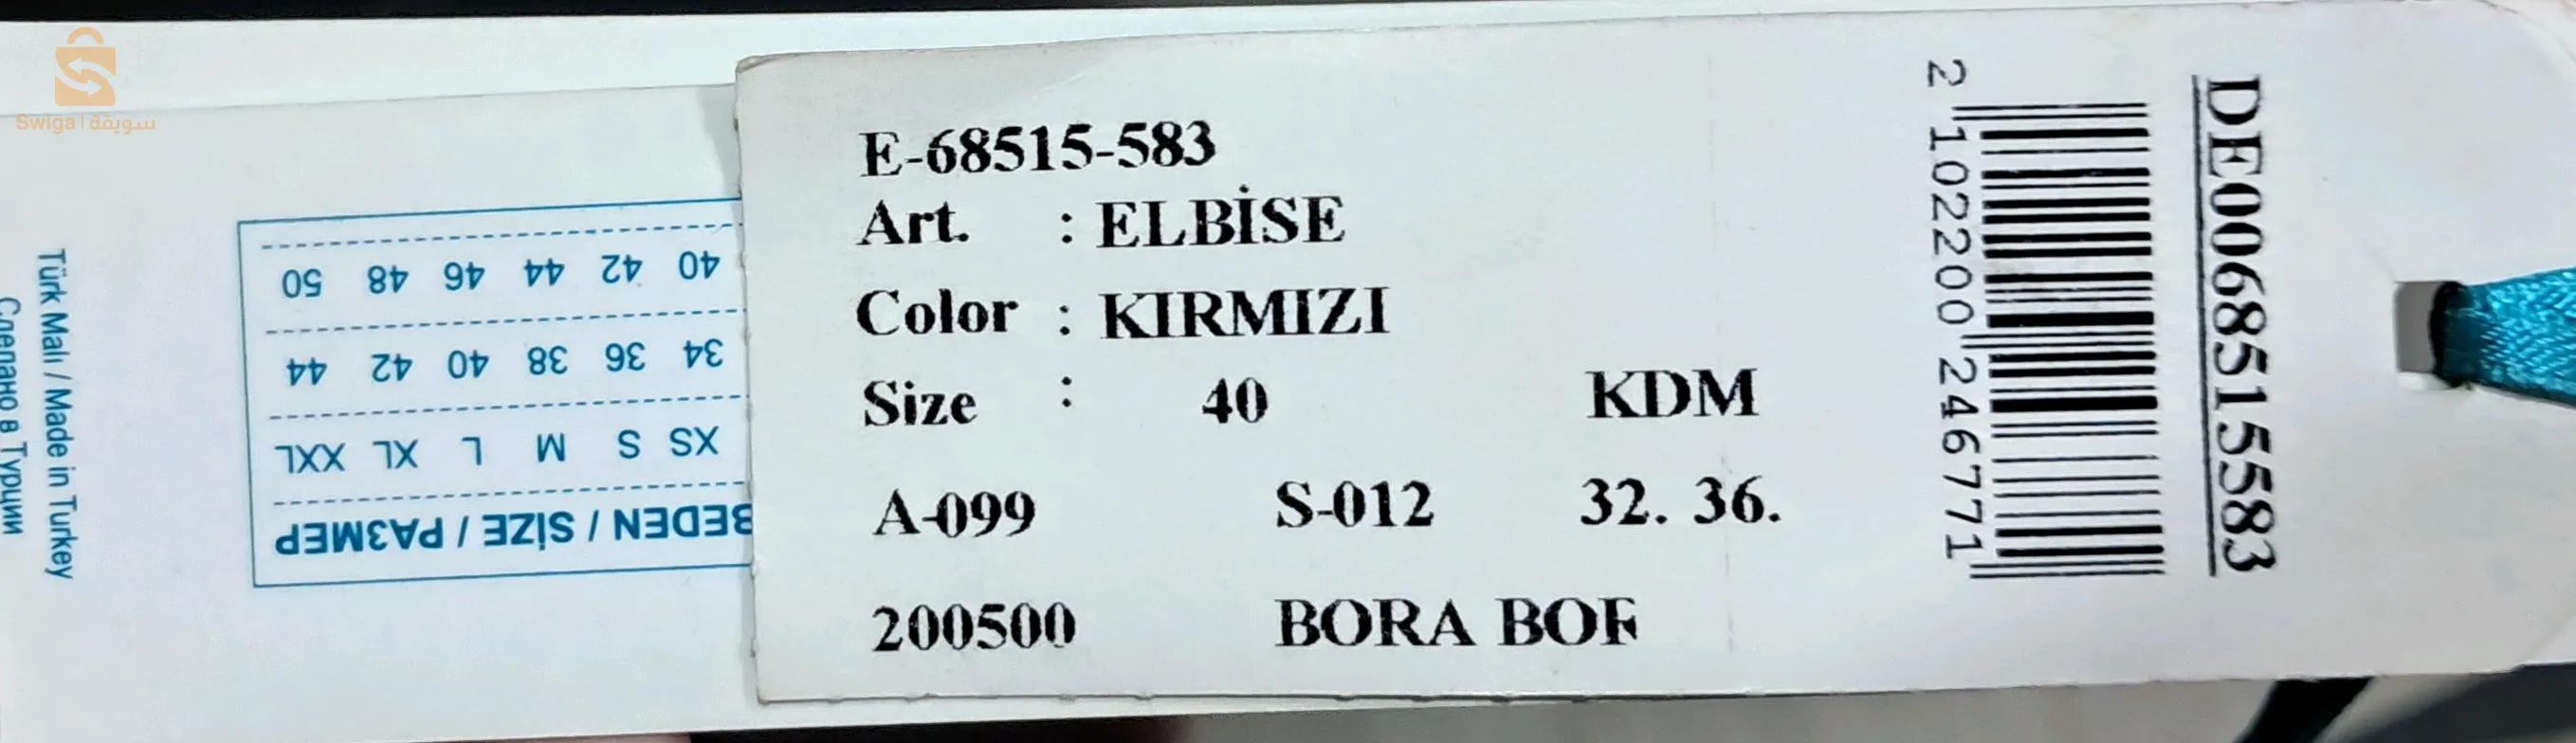 Swiga | سويقة
E-68515-583
Art. : ELBİSE
Color : KIRMIZI
Size : 40 KDM
A-099 S-012 32. 36.
200500 BORA BOR
2 102200 246771
DE0068515583
BEDEN / SİZE / РАЗМЕР
XS S M L XL XXL
34 36 38 40 42 44
40 42 44 46 48 50
Türk Malı / Made in Turkey
Сделано в Турции